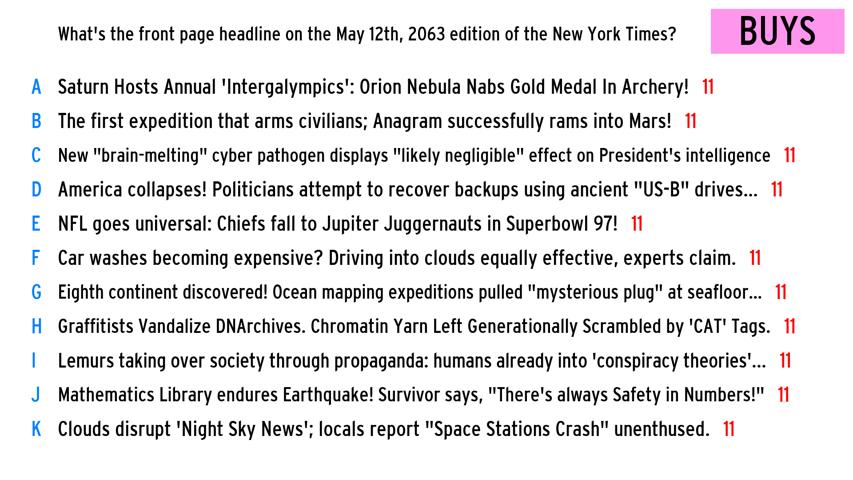 What's the front page headline on the May 12th, 2063 edition of the New York Times?
BUYS
A Saturn Hosts Annual 'Intergalympics': Orion Nebula Nabs Gold Medal In Archery! 11
B The first expedition that arms civilians; Anagram successfully rams into Mars! 11
C New "brain-melting" cyber pathogen displays "likely negligible" effect on President's intelligence 11
D America collapses! Politicians attempt to recover backups using ancient "US-B" drives... 11
E NFL goes universal: Chiefs fall to Jupiter Juggernauts in Superbowl 97! 11
F Car washes becoming expensive? Driving into clouds equally effective, experts claim. 11
G Eighth continent discovered! Ocean mapping expeditions pulled "mysterious plug" at seafloor... 11
H Graffitists Vandalize DNArchives. Chromatin Yarn Left Generationally Scrambled by 'CAT' Tags. 11
I Lemurs taking over society through propaganda: humans already into 'conspiracy theories'... 11
J Mathematics Library endures Earthquake! Survivor says, "There's always Safety in Numbers!" 11
K Clouds disrupt 'Night Sky News'; locals report "Space Stations Crash" unenthused. 11